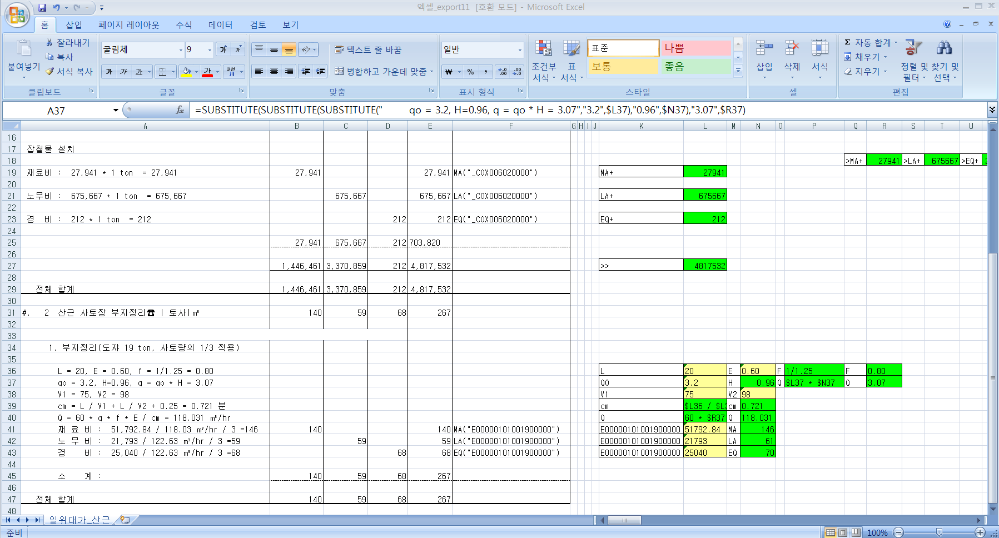 엑셀_export11 [호환 모드] - Microsoft Excel
홈 삽입 페이지 레이아웃 수식 데이터 검토 보기
붙여넣기 잘라내기 복사 서식 복사 클립보드
굴림체 9 가 가 가 가 가 가 내천 글꼴
텍스트 줄 바꿈 병합하고 가운데 맞춤 맞춤
일반 ₩ % , 표시 형식
조건부 서식 표 서식 표준 나쁨 보통 좋음 스타일
삽입 삭제 서식 셀
Σ 자동 합계 채우기 지우기 정렬 및 필터 찾기 및 선택 편집
A37 fx =SUBSTITUTE(SUBSTITUTE(SUBSTITUTE(" qo = 3.2, H=0.96, q = qo * H = 3.07","3.2",$L37),"0.96",$N37),"3.07",$R37)
A B C D E F G H I J K L M N O P Q R S T U
16
17 잡철물 설치
18 >MA+ 27941 >LA+ 675667 >EQ+
19 재료비 : 27,941 * 1 ton = 27,941 27,941 27,941 MA("_COX006020000") MA+ 27941
20
21 노무비 : 675,667 * 1 ton = 675,667 675,667 675,667 LA("_COX006020000") LA+ 675667
22
23 경 비 : 212 * 1 ton = 212 212 212 EQ("_COX006020000") EQ+ 212
24
25 27,941 675,667 212 703,820
26
27 1,446,461 3,370,859 212 4,817,532 >> 4817532
28
29 전체 합계 1,446,461 3,370,859 212 4,817,532
30
31 #. 2 산근 사토장 부지정리☎ | 토사|㎥ 140 59 68 267
32
33
34 1. 부지정리(도쟈 19 ton, 사토량의 1/3 적용)
35
36 L = 20, E = 0.60, f = 1/1.25 = 0.80 L 20 E 0.60 F 1/1.25 F 0.80
37 qo = 3.2, H=0.96, q = qo * H = 3.07 QO 3.2 H 0.96 Q $L37 * $N37 Q 3.07
38 V1 = 75, V2 = 98 V1 75 V2 98
39 cm = L / V1 + L / V2 + 0.25 = 0.721 분 cm $L36 / $L cm 0.721
40 Q = 60 * q * f * E / cm = 118.031 ㎥/hr Q 60 * $R37 Q 118.031
41 재 료 비 : 51,792.84 / 118.03 ㎥/hr / 3 =146 140 140 MA("E00000101001900000") E00000101001900000 51792.84 MA 146
42 노 무 비 : 21,793 / 122.63 ㎥/hr / 3 =59 59 59 LA("E00000101001900000") E00000101001900000 21793 LA 61
43 경 비 : 25,040 / 122.63 ㎥/hr / 3 =68 68 68 EQ("E00000101001900000") E00000101001900000 25040 EQ 70
44
45 소 계 : 140 59 68 267
46
47 전체 합계 140 59 68 267
48
일위대가_산근
준비 100%